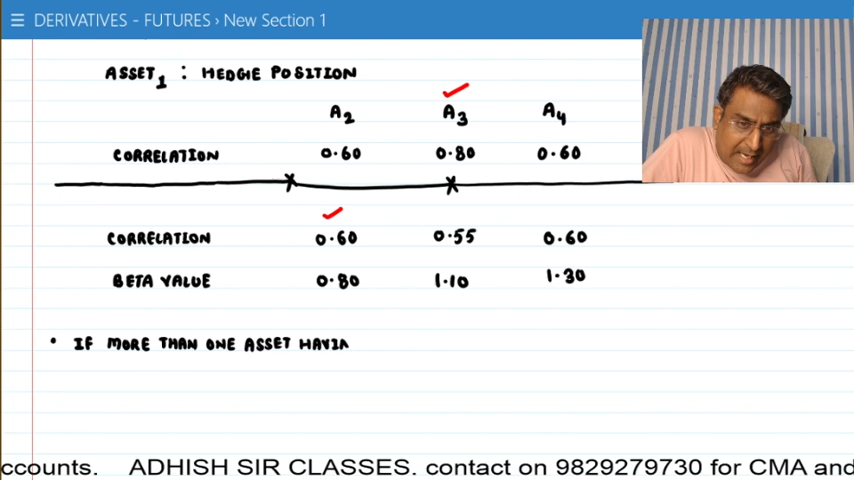 ☰ DERIVATIVES - FUTURES › New Section 1
ASSET1 : HEDGE POSITION
A2 A3 A4
CORRELATION 0.60 0.80 0.60
CORRELATION 0.60 0.55 0.60
BETA VALUE 0.80 1.10 1.30
• IF MORE THAN ONE ASSET HAVIN
ccounts. ADHISH SIR CLASSES. contact on 9829279730 for CMA and